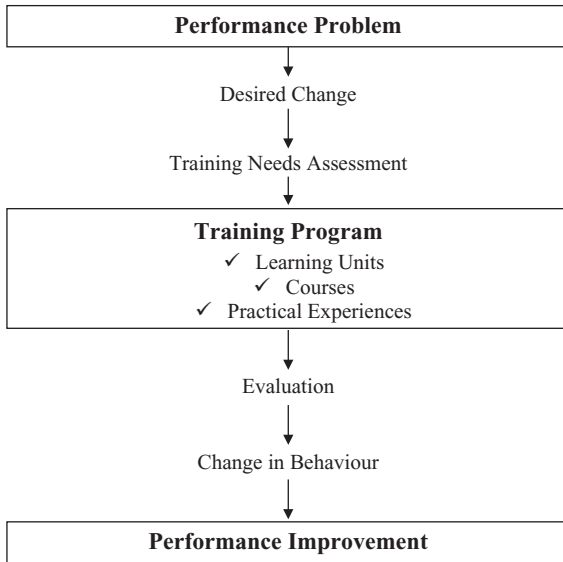 Performance Problem
Desired Change
Training Needs Assessment
Training Program
✓ Learning Units
✓ Courses
✓ Practical Experiences
Evaluation
Change in Behaviour
Performance Improvement